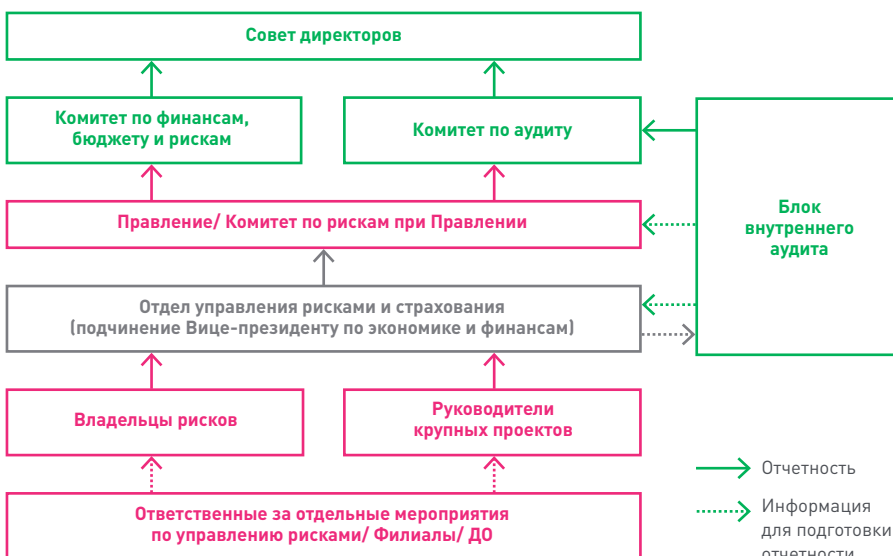 Совет директоров
Комитет по финансам,
бюджету и рискам
Комитет по аудиту
Правление/ Комитет по рискам при Правлении
Блок
внутреннего
аудита
Отдел управления рисками и страхования
(подчинение Вице-президенту по экономике и финансам)
Владельцы рисков
Руководители
крупных проектов
Ответственные за отдельные мероприятия
по управлению рисками/ Филиалы/ ДО
Отчетность
Информация
для подготовки
отчетности